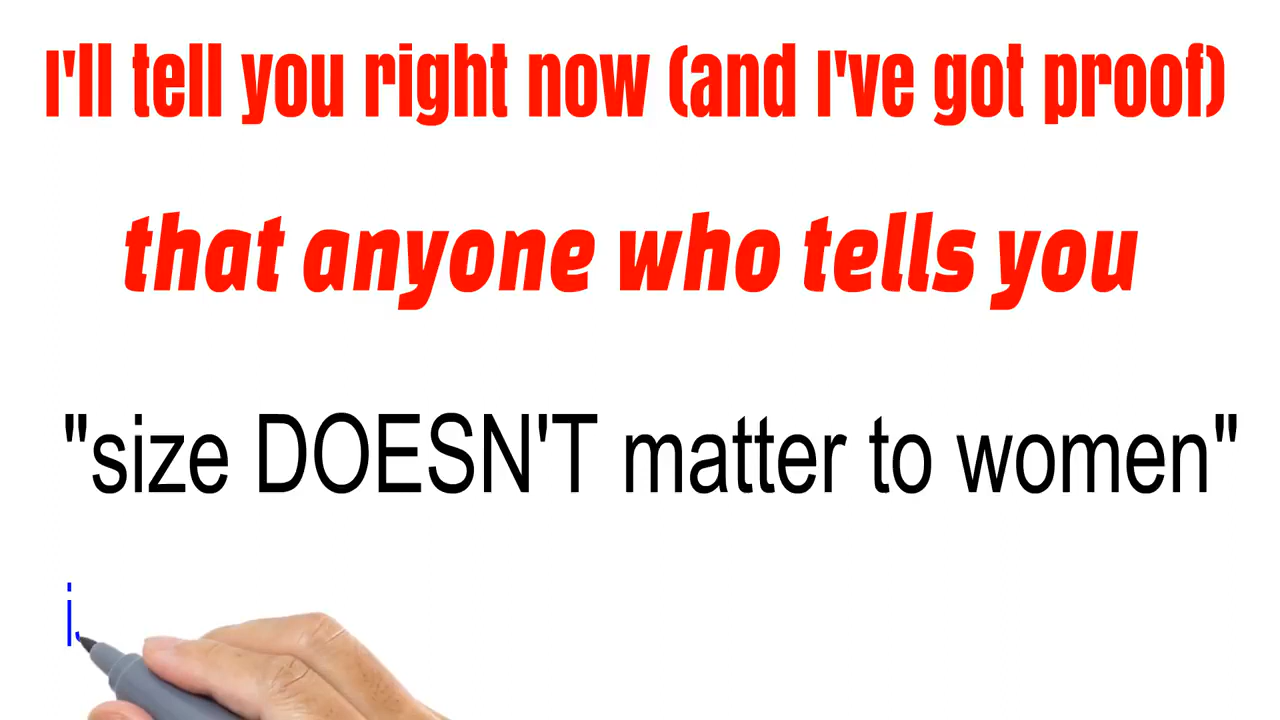 I'll tell you right now (and I've got proof)
that anyone who tells you
"size DOESN'T matter to women"
i